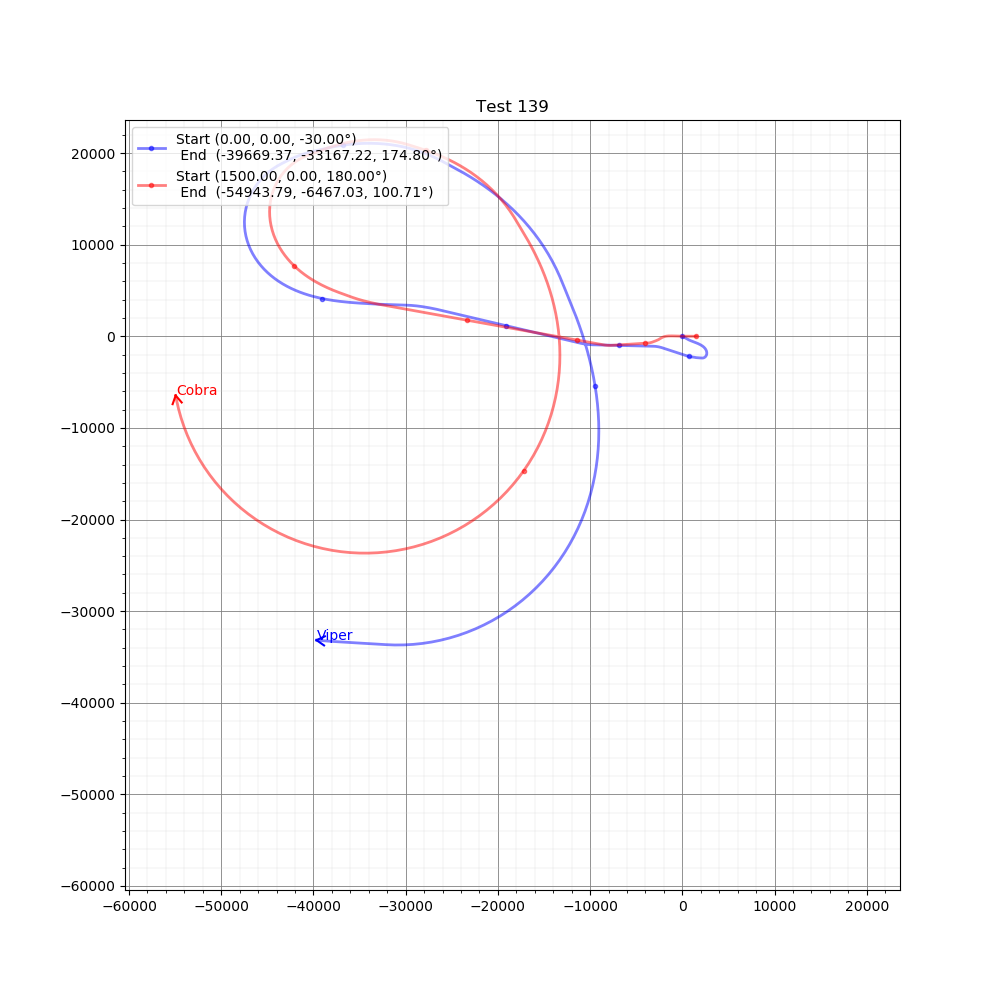 Test 139
Start (0.00, 0.00, -30.00°)
End (-39669.37, -33167.22, 174.80°)
Start (1500.00, 0.00, 180.00°)
End (-54943.79, -6467.03, 100.71°)
20000
10000
0
−10000
−20000
−30000
−40000
−50000
−60000
Cobra
Viper
−60000 −50000 −40000 −30000 −20000 −10000 0 10000 20000